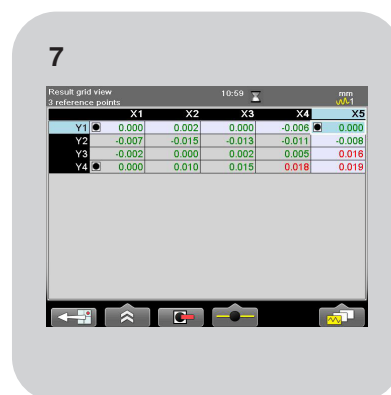 7
Result grid view 10:59 mm
3 reference points 1
X1 X2 X3 X4 X5
Y1 0.000 0.002 0.000 -0.006 0.000
Y2 -0.007 -0.015 -0.013 -0.011 -0.008
Y3 -0.002 0.000 0.002 0.005 0.016
Y4 0.000 0.010 0.015 0.018 0.019